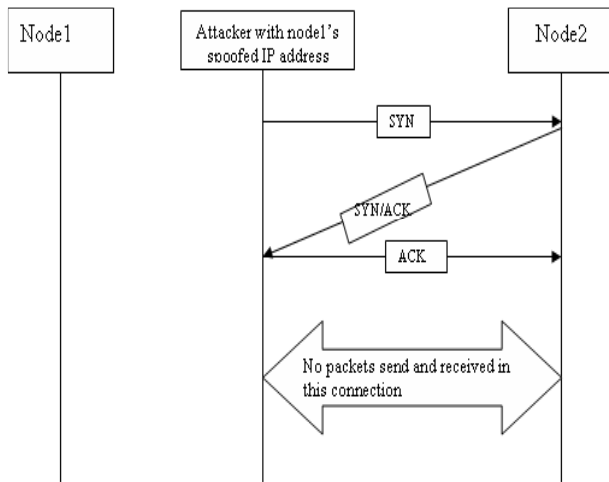 Node1
Attacker with node1's
spoofed IP address
Node2
SYN
SYN/ACK
ACK
No packets send and received in
this connection